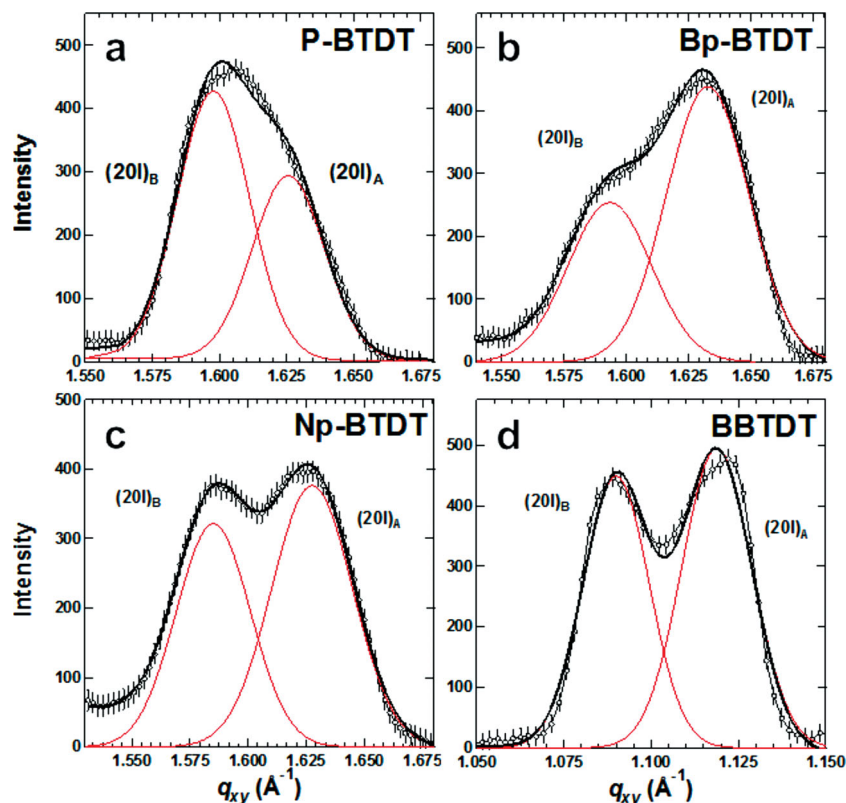 a P-BTDT
500
400
300
200
100
0
Intensity
(20l)B
(20l)A
1.550 1.575 1.600 1.625 1.650 1.675
b Bp-BTDT
500
400
300
200
100
0
(20l)B
(20l)A
1.550 1.575 1.600 1.625 1.650 1.675
c Np-BTDT
500
400
300
200
100
0
Intensity
(20l)B
(20l)A
1.550 1.575 1.600 1.625 1.650 1.675
qxy (Å-1)
d BBTDT
500
400
300
200
100
0
(20l)B
(20l)A
1.050 1.075 1.100 1.125 1.150
qxy (Å-1)